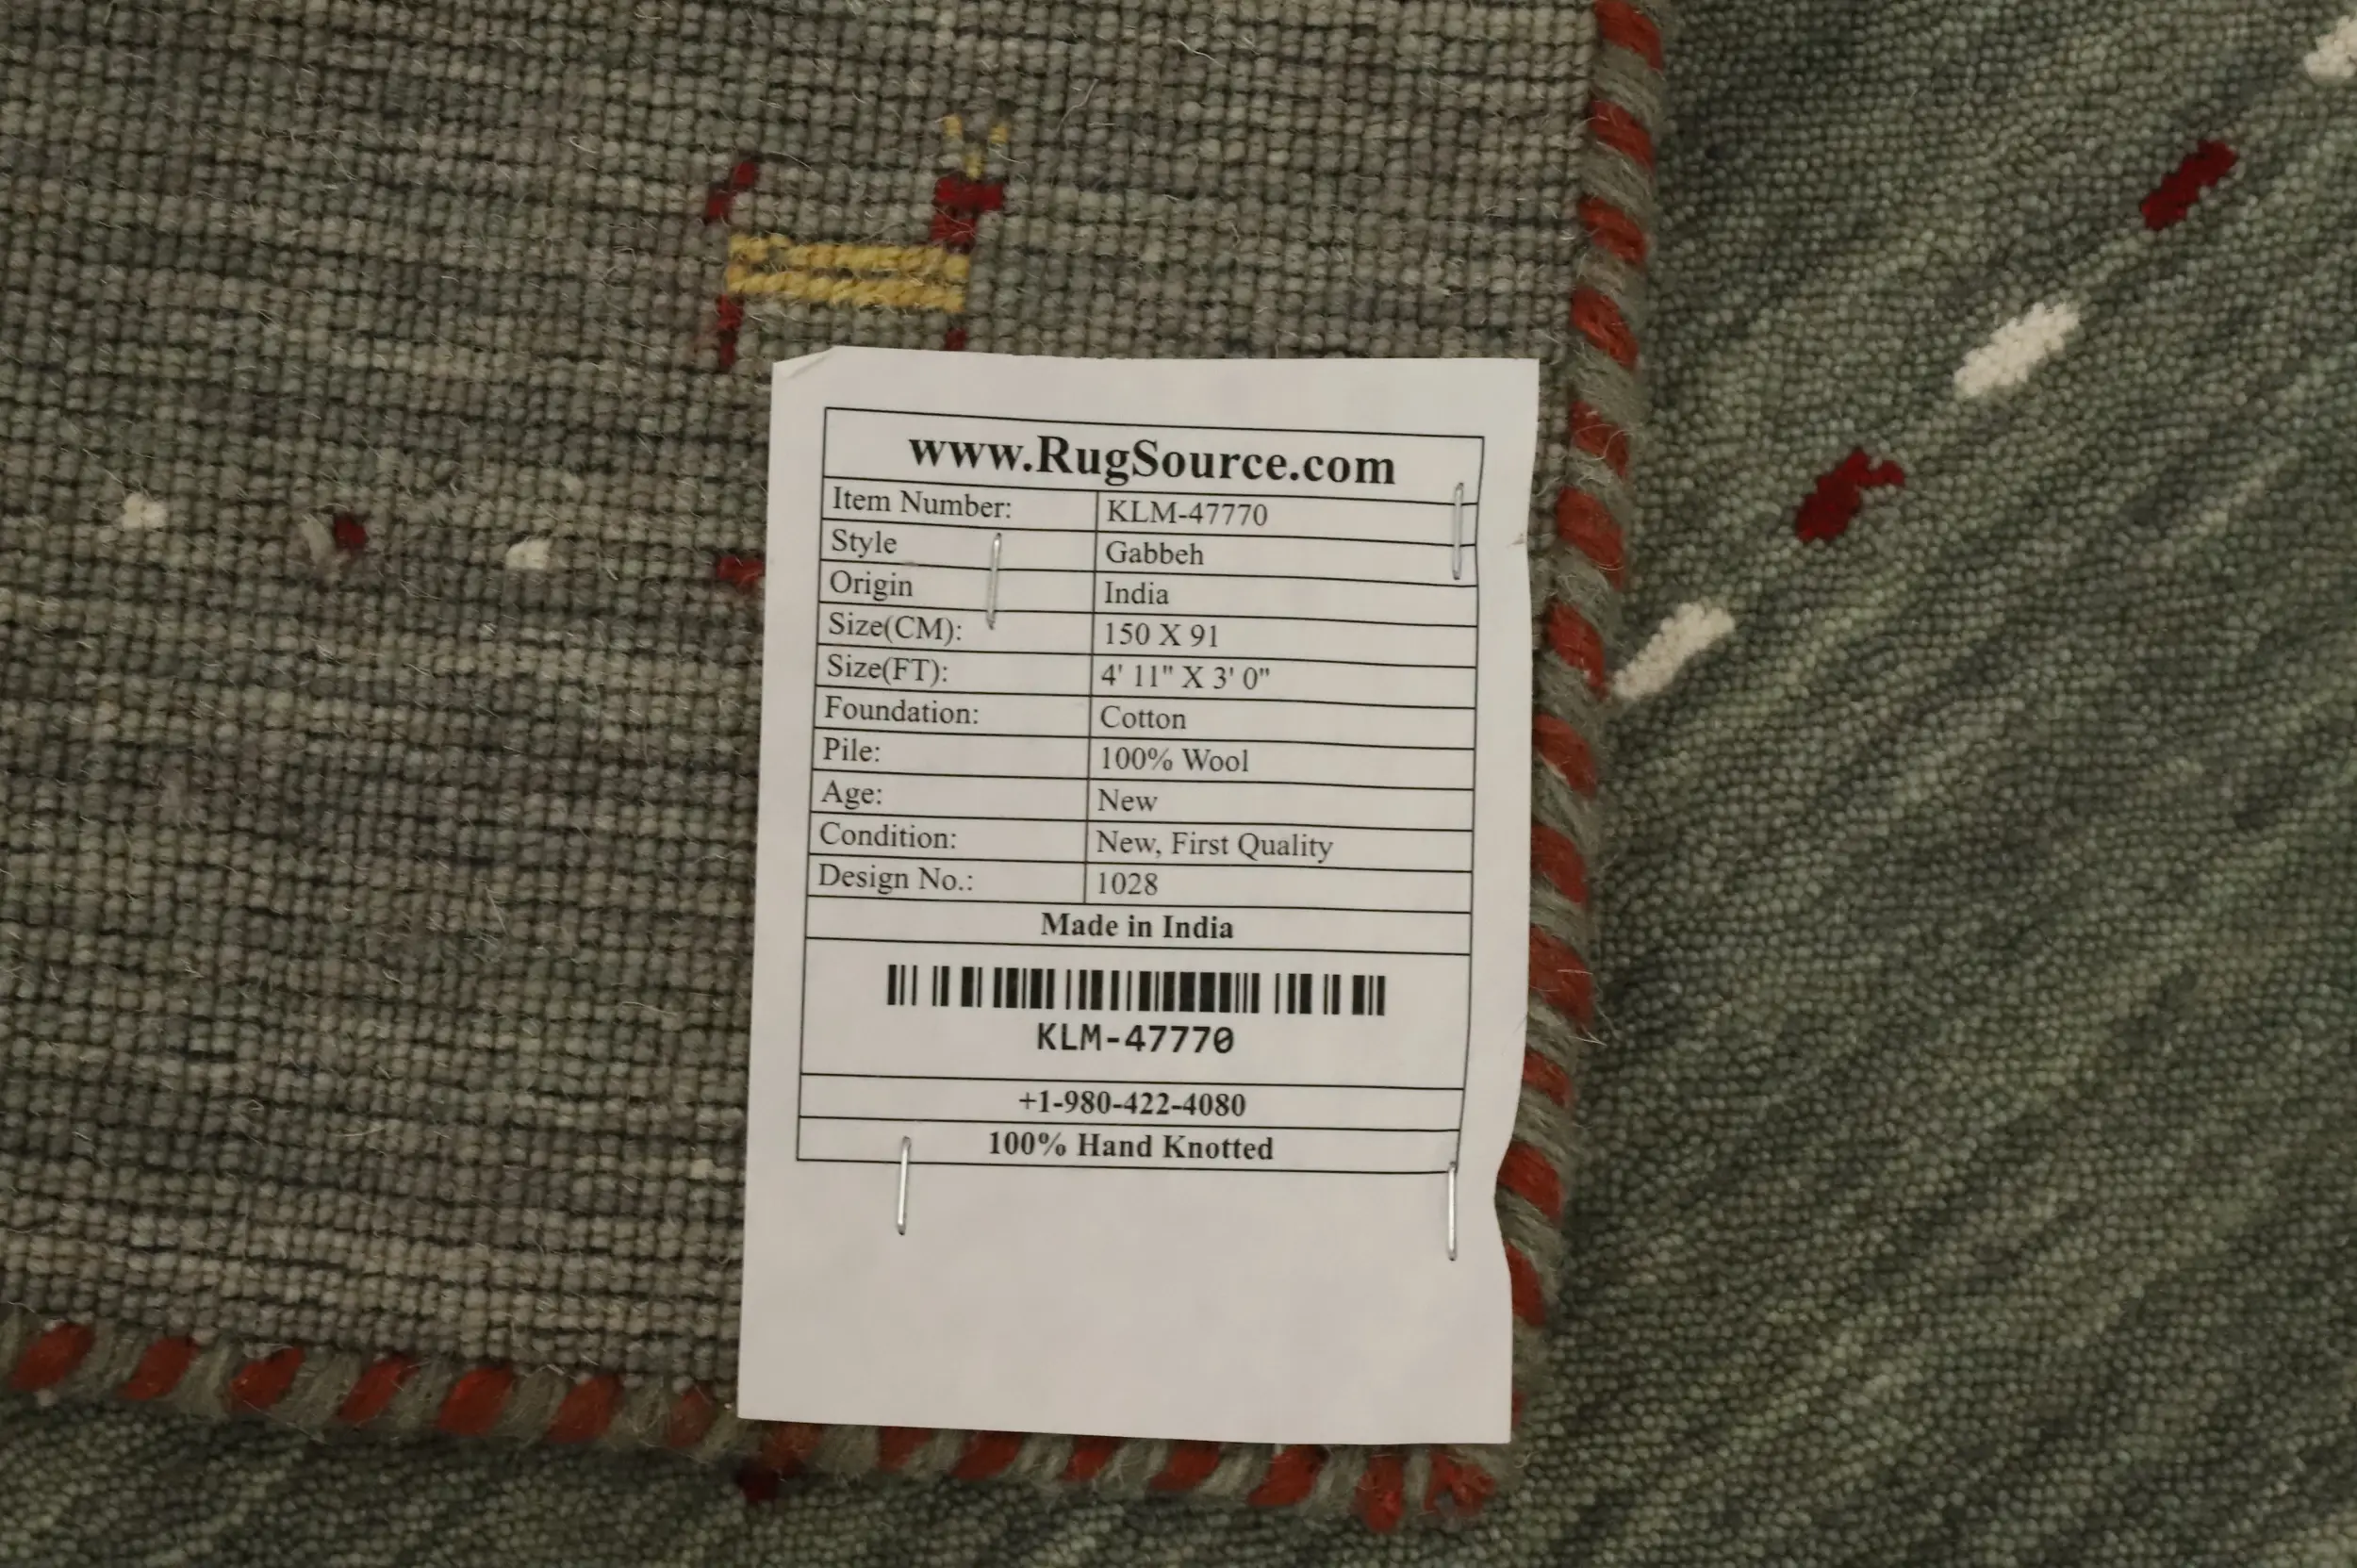 www.RugSource.com
Item Number: KLM-47770
Style Gabbeh
Origin India
Size(CM): 150 X 91
Size(FT): 4' 11" X 3' 0"
Foundation: Cotton
Pile: 100% Wool
Age: New
Condition: New, First Quality
Design No.: 1028
Made in India
KLM-47770
+1-980-422-4080
100% Hand Knotted